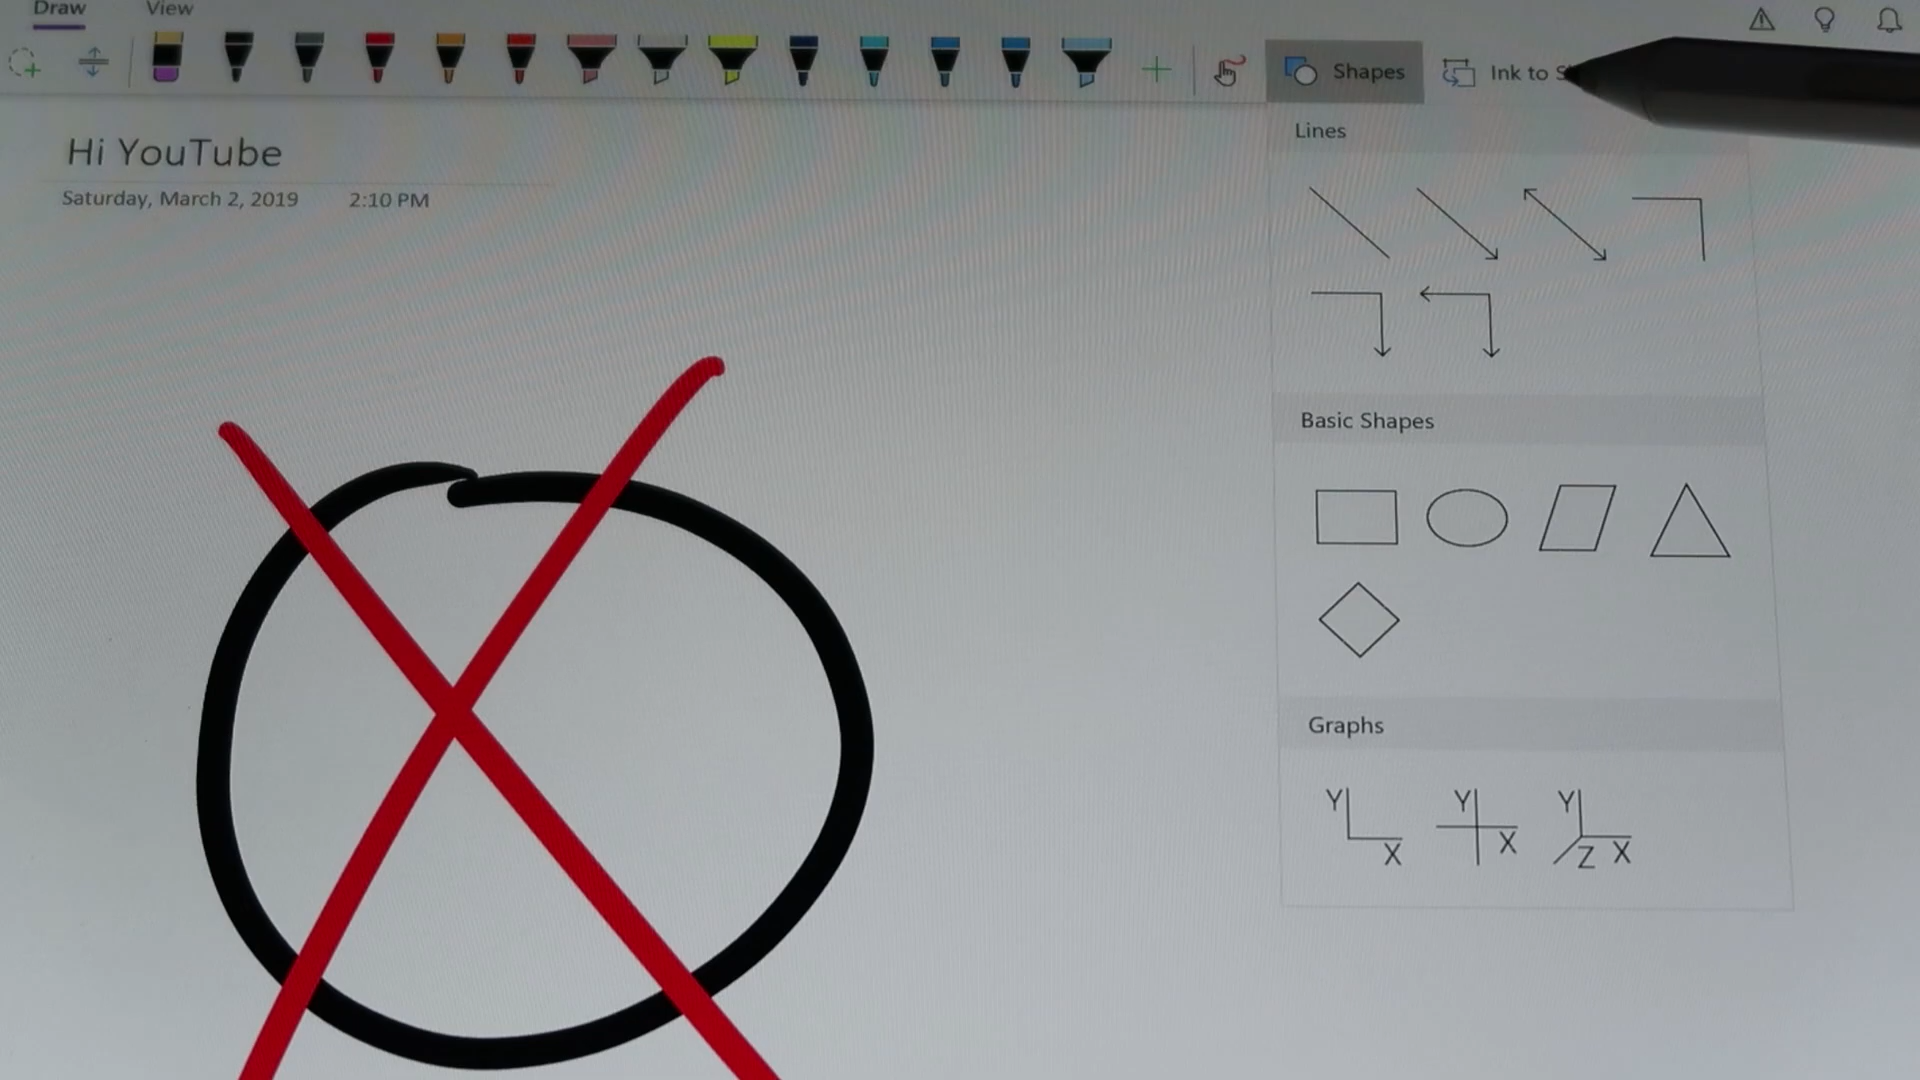 Draw View
Shapes Ink to
Hi YouTube
Saturday, March 2, 2019 2:10 PM
Lines
Basic Shapes
Graphs
Y X
Y X
Y Z X